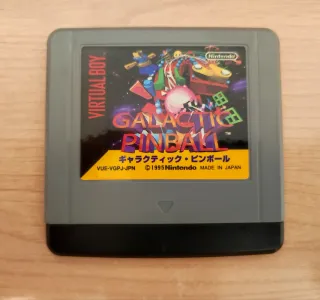 VIRTUAL BOY
Nintendo
GALACTIC
PINBALL
ギャラクティック・ピンボール
VUE-VGPJ-JPN ©1995 Nintendo MADE IN JAPAN